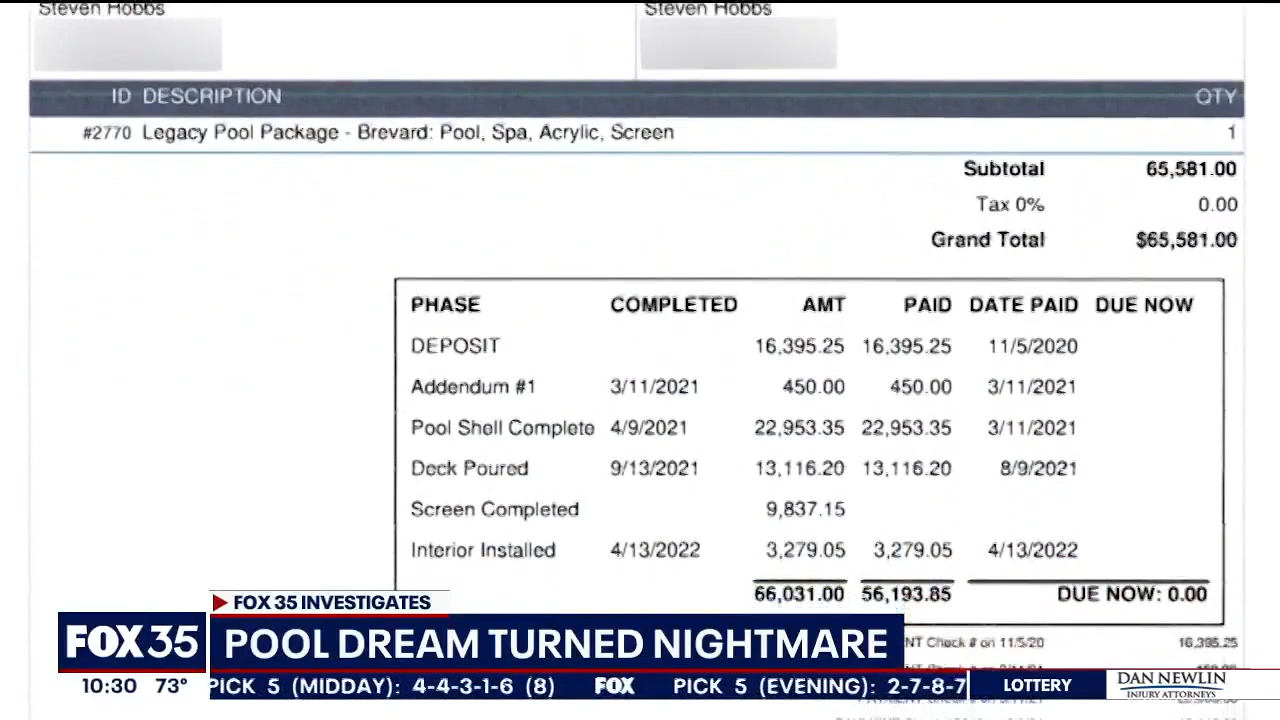 Steven Hobbs Steven Hobbs
ID DESCRIPTION QTY
#2770 Legacy Pool Package - Brevard: Pool, Spa, Acrylic, Screen 1
Subtotal 65,581.00
Tax 0% 0.00
Grand Total $65,581.00
PHASE COMPLETED AMT PAID DATE PAID DUE NOW
DEPOSIT 16,395.25 16,395.25 11/5/2020
Addendum #1 3/11/2021 450.00 450.00 3/11/2021
Pool Shell Complete 4/9/2021 22,953.35 22,953.35 3/11/2021
Deck Poured 9/13/2021 13,116.20 13,116.20 8/9/2021
Screen Completed 9,837.15
Interior Installed 4/13/2022 3,279.05 3,279.05 4/13/2022
66,031.00 56,193.85 DUE NOW: 0.00
NT Check # on 11/5/20 16,395.25
FOX 35 INVESTIGATES
FOX 35 POOL DREAM TURNED NIGHTMARE
10:30 73° PICK 5 (MIDDAY): 4-4-3-1-6 (8) FOX PICK 5 (EVENING): 2-7-8-7 LOTTERY DAN NEWLIN
INJURY ATTORNEYS